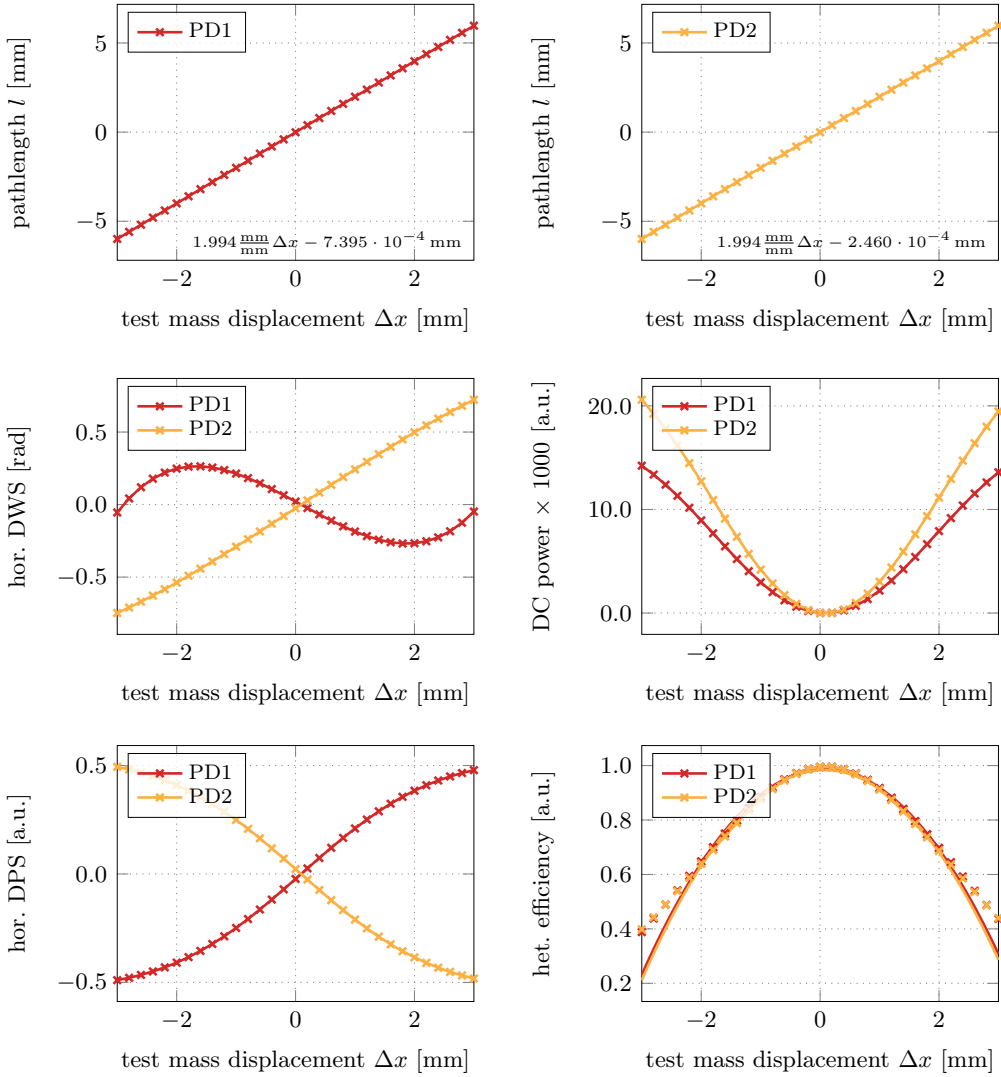 PD1
5
0
−5
pathlength l [mm]
1.994 mm/mm Δx − 7.395 · 10⁻⁴ mm
−2 0 2
test mass displacement Δx [mm]
PD2
5
0
−5
pathlength l [mm]
1.994 mm/mm Δx − 2.460 · 10⁻⁴ mm
−2 0 2
test mass displacement Δx [mm]
PD1
PD2
0.5
0.0
−0.5
hor. DWS [rad]
−2 0 2
test mass displacement Δx [mm]
PD1
PD2
20.0
10.0
0.0
DC power × 1000 [a.u.]
−2 0 2
test mass displacement Δx [mm]
PD1
PD2
0.5
0.0
−0.5
hor. DPS [a.u.]
−2 0 2
test mass displacement Δx [mm]
PD1
PD2
1.0
0.8
0.6
0.4
0.2
het. efficiency [a.u.]
−2 0 2
test mass displacement Δx [mm]